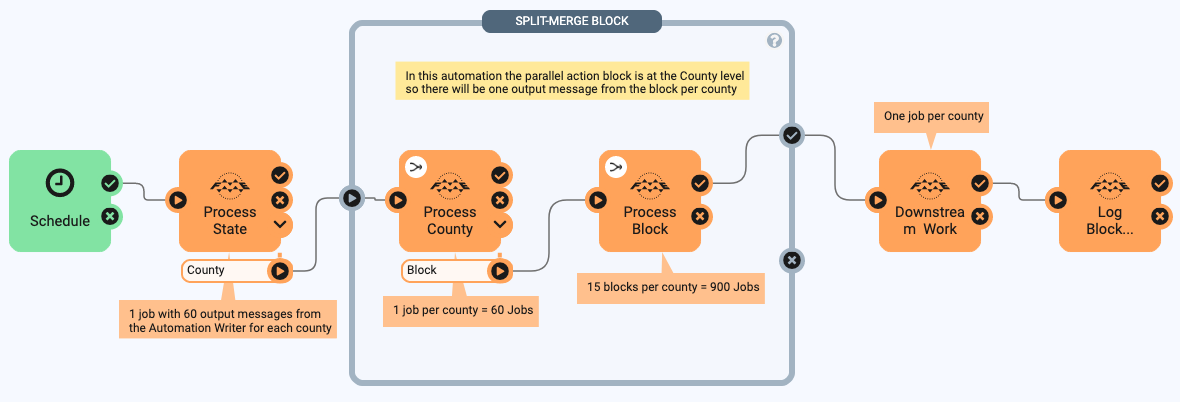 SPLIT-MERGE BLOCK
?
In this automation the parallel action block is at the County level
so there will be one output message from the block per county
One job per county
Schedule
Process
State
Process
County
Process
Block
Downstrea
m Work
Log
Block...
County
Block
15 blocks per county = 900 Jobs
1 job with 60 output messages from
the Automation Writer for each county
1 job per county = 60 Jobs